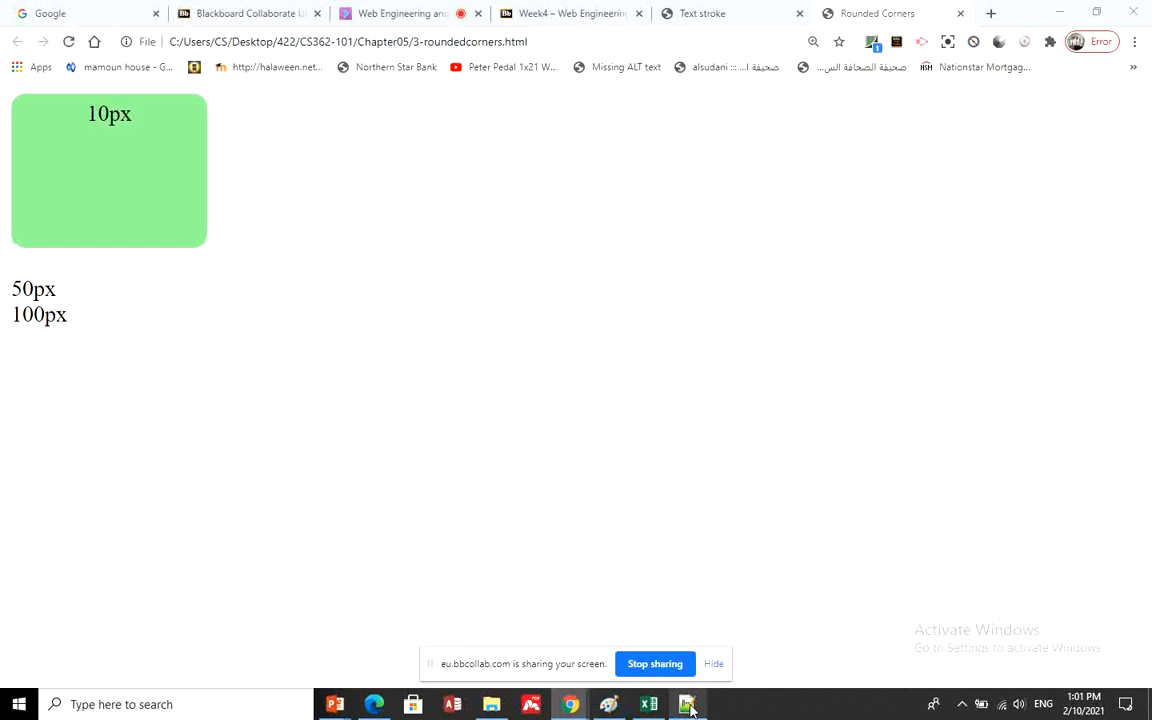 Google
Blackboard Collaborate U
Web Engineering an
Week4 – Web Engineering
Text stroke
Rounded Corners
File
C:/Users/CS/Desktop/422/CS362-101/Chapter05/3-roundedcorners.html
Error
Apps
mamoun house - G...
http://halaween.net...
Northern Star Bank
Peter Pedal 1x21 W...
Missing ALT text
alsudani ::: صحيفة ا...
صحيفة الصحافة الس...
Nationstar Mortgag...
10px
50px
100px
Activate Windows
Go to Settings to activate Windows.
eu.bbcollab.com is sharing your screen.
Stop sharing
Hide
Type here to search
ENG
1:01 PM
2/10/2021